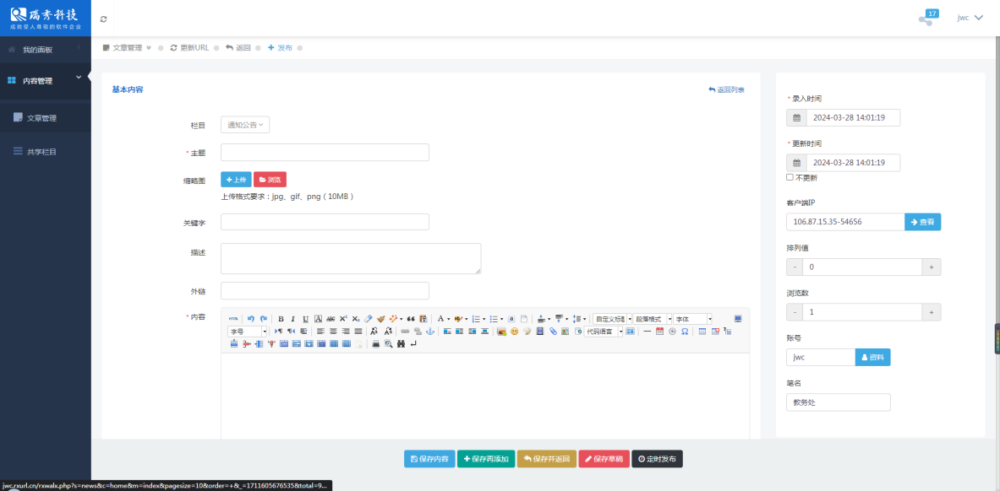 瑞秀科技
成就受人尊敬的软件企业
17
jwc
我的面板
内容管理
文章管理
共享栏目
文章管理 更新URL 返回 发布
基本内容
返回列表
栏目 通知公告
* 主题
缩略图 上传 浏览
上传格式要求：jpg、gif、png（10MB）
关键字
描述
外链
* 内容
HTML B I U A ABC X² X₂ A 自定义标题 段落格式 字体
字号 代码语言 Ω
* 录入时间
2024-03-28 14:01:19
* 更新时间
2024-03-28 14:01:19
不更新
客户端IP
106.87.15.35-54656 查看
排列值
- 0 +
浏览数
- 1 +
账号
jwc 资料
笔名
教务处
保存内容 保存再添加 保存并返回 保存草稿 定时发布
jwc.rxurl.cn/rxwalx.php?s=news&c=home&m=index&pagesize=10&order=+&_=1711605676535&total=9...